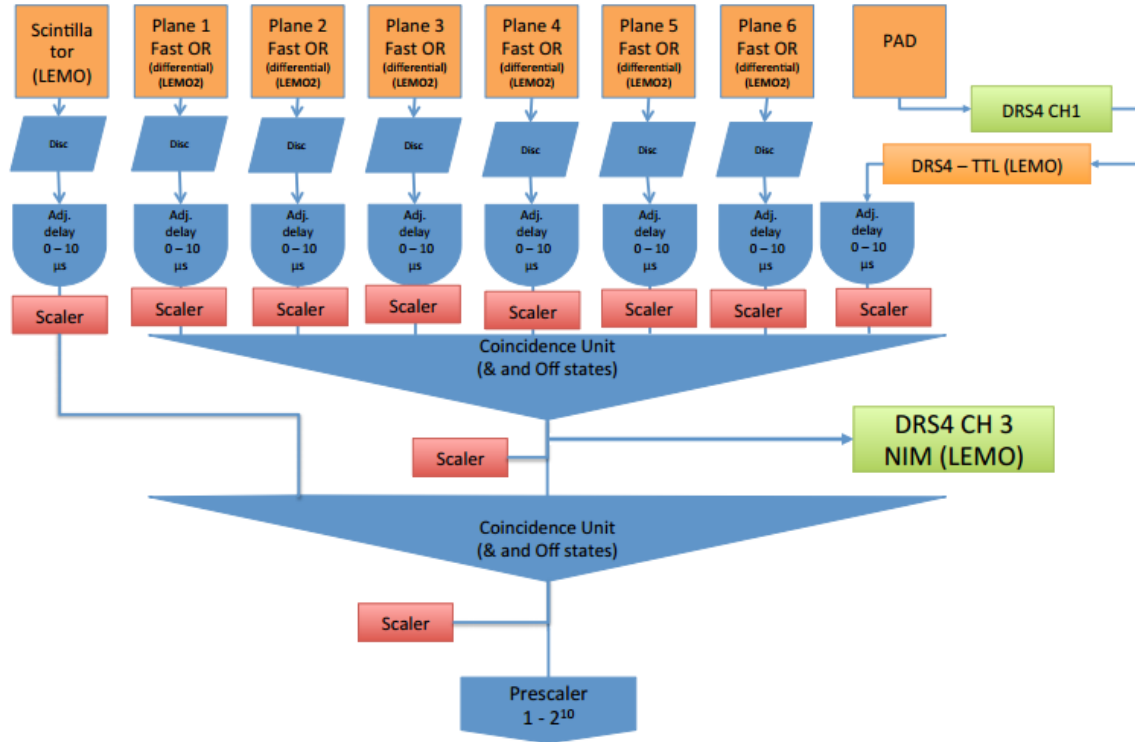 Scintilla
tor
(LEMO)
Plane 1
Fast OR
(differential)
(LEMO2)
Plane 2
Fast OR
(differential)
(LEMO2)
Plane 3
Fast OR
(differential)
(LEMO2)
Plane 4
Fast OR
(differential)
(LEMO2)
Plane 5
Fast OR
(differential)
(LEMO2)
Plane 6
Fast OR
(differential)
(LEMO2)
PAD
DRS4 CH1
DRS4 – TTL (LEMO)
Disc
Disc
Disc
Disc
Disc
Disc
Disc
Adj.
delay
0 – 10
μs
Adj.
delay
0 – 10
μs
Adj.
delay
0 – 10
μs
Adj.
delay
0 – 10
μs
Adj.
delay
0 – 10
μs
Adj.
delay
0 – 10
μs
Adj.
delay
0 – 10
μs
Adj.
delay
0 – 10
μs
Scaler
Scaler
Scaler
Scaler
Scaler
Scaler
Scaler
Scaler
Coincidence Unit
(& and Off states)
DRS4 CH 3
NIM (LEMO)
Scaler
Coincidence Unit
(& and Off states)
Scaler
Prescaler
1 - 2¹⁰